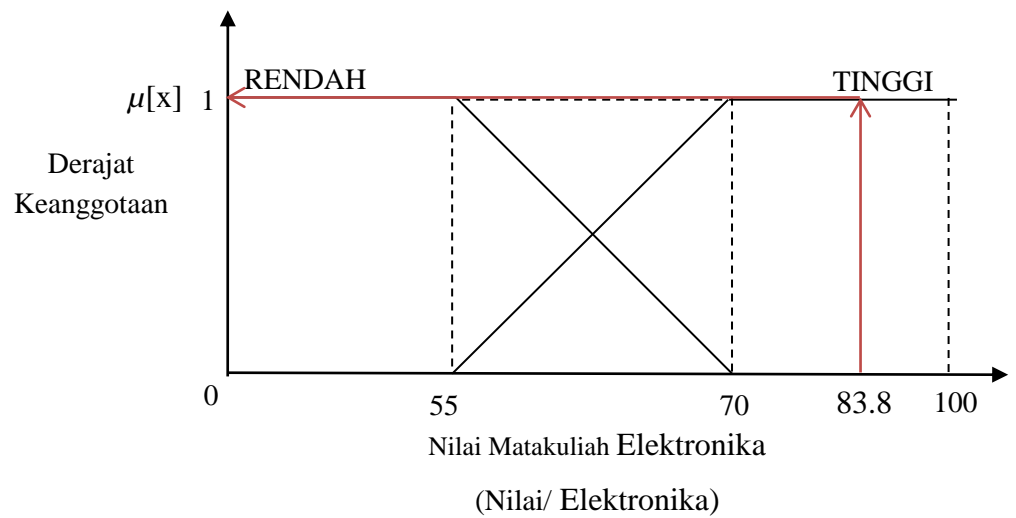 RENDAH
TINGGI
μ[x] 1
Derajat
Keanggotaan
0
55
70
83.8
100
Nilai Matakuliah Elektronika
(Nilai/ Elektronika)